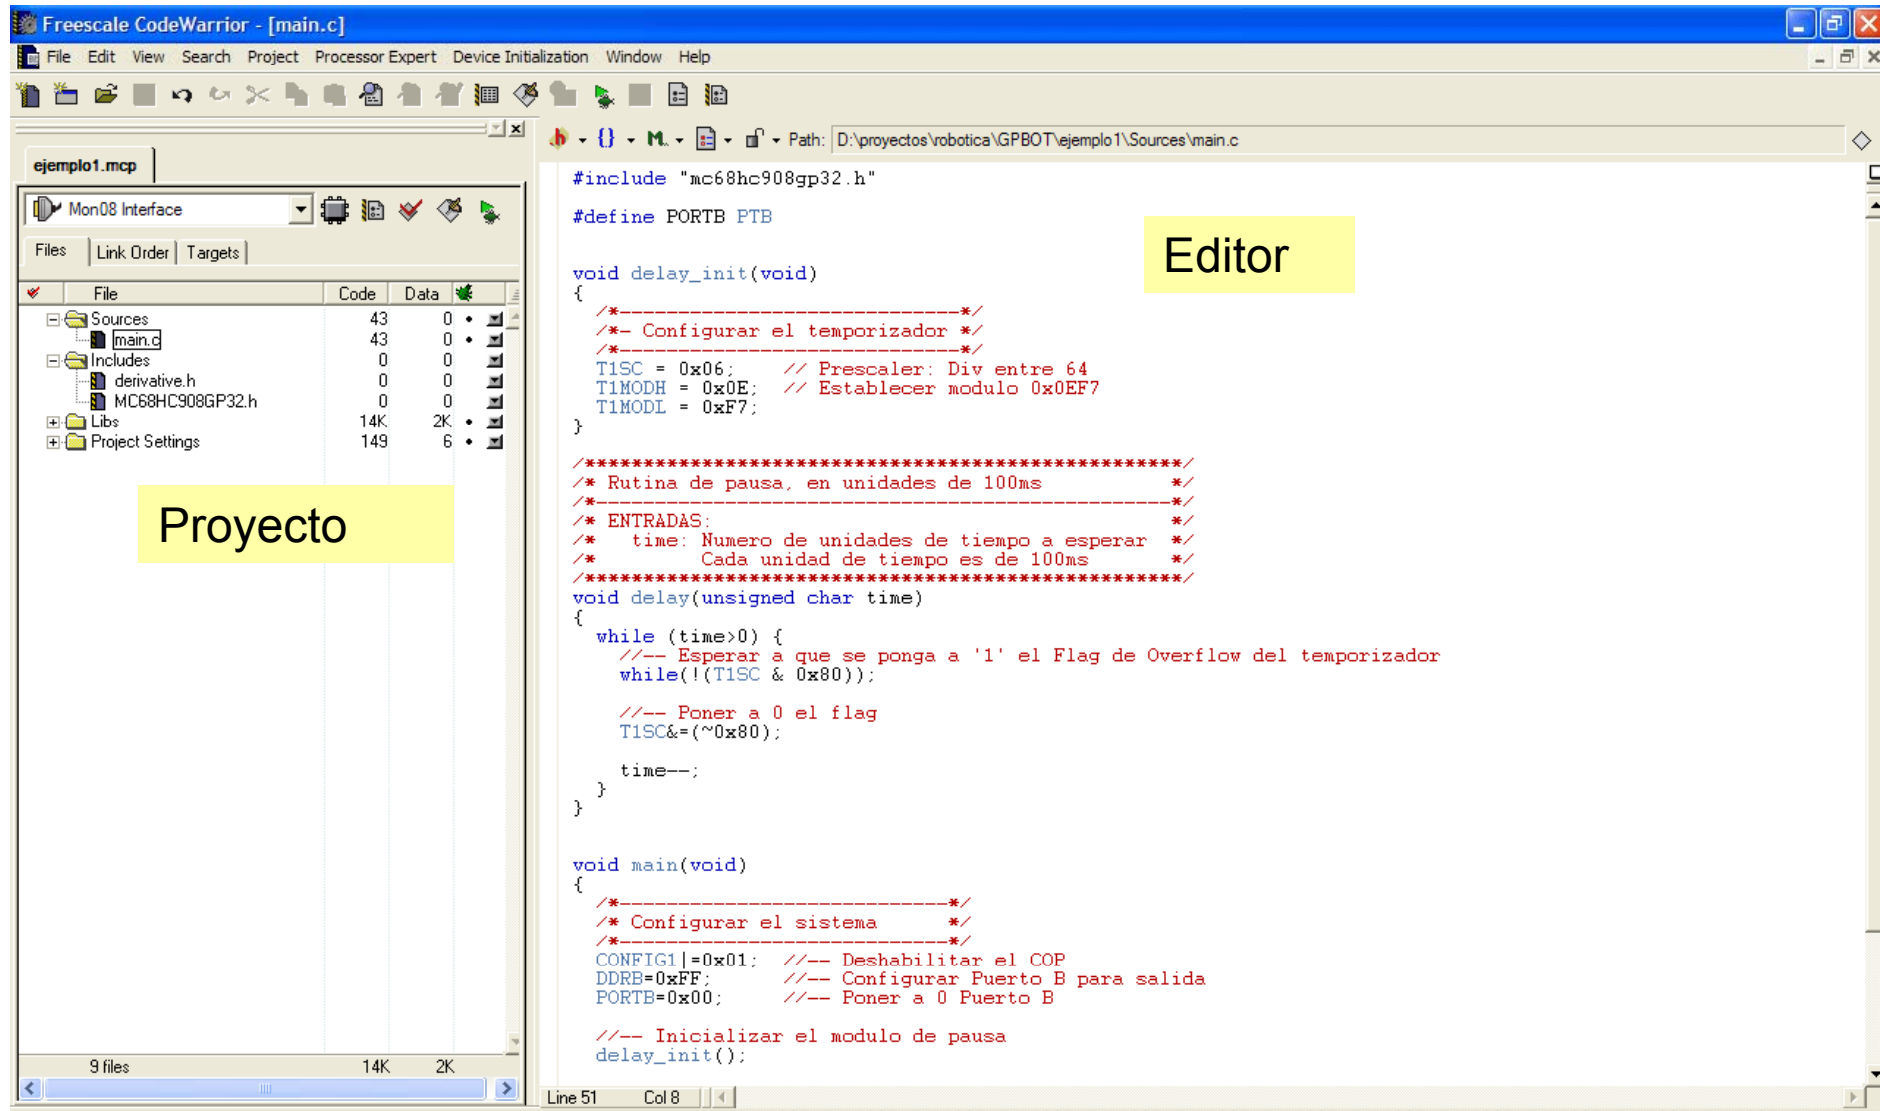 Freescale CodeWarrior - [main.c]
File Edit View Search Project Processor Expert Device Initialization Window Help
ejemplo1.mcp
Mon08 Interface
Files Link Order Targets
File Code Data
Sources 43 0
main.c 43 0
Includes 0 0
derivative.h 0 0
MC68HC908GP32.h 0 0
Libs 14K 2K
Project Settings 149 6
Proyecto
9 files 14K 2K
Path: D:\proyectos\robotica\GPBOT\ejemplo1\Sources\main.c
#include "mc68hc908gp32.h"
#define PORTB PTB
Editor
void delay_init(void)
{
/*-----------------------------*/
/*- Configurar el temporizador */
/*-----------------------------*/
T1SC = 0x06; // Prescaler: Div entre 64
T1MODH = 0x0E; // Establecer modulo 0x0EF7
T1MODL = 0xF7;
}
/***************************************************/
/* Rutina de pausa, en unidades de 100ms */
/*-------------------------------------------------*/
/* ENTRADAS: */
/* time: Numero de unidades de tiempo a esperar */
/* Cada unidad de tiempo es de 100ms */
/***************************************************/
void delay(unsigned char time)
{
while (time>0) {
//-- Esperar a que se ponga a '1' el Flag de Overflow del temporizador
while(!(T1SC & 0x80));
//-- Poner a 0 el flag
T1SC&=(~0x80);
time--;
}
}
void main(void)
{
/*----------------------------*/
/* Configurar el sistema */
/*----------------------------*/
CONFIG1|=0x01; //-- Deshabilitar el COP
DDRB=0xFF; //-- Configurar Puerto B para salida
PORTB=0x00; //-- Poner a 0 Puerto B
//-- Inicializar el modulo de pausa
delay_init();
Line 51 Col 8